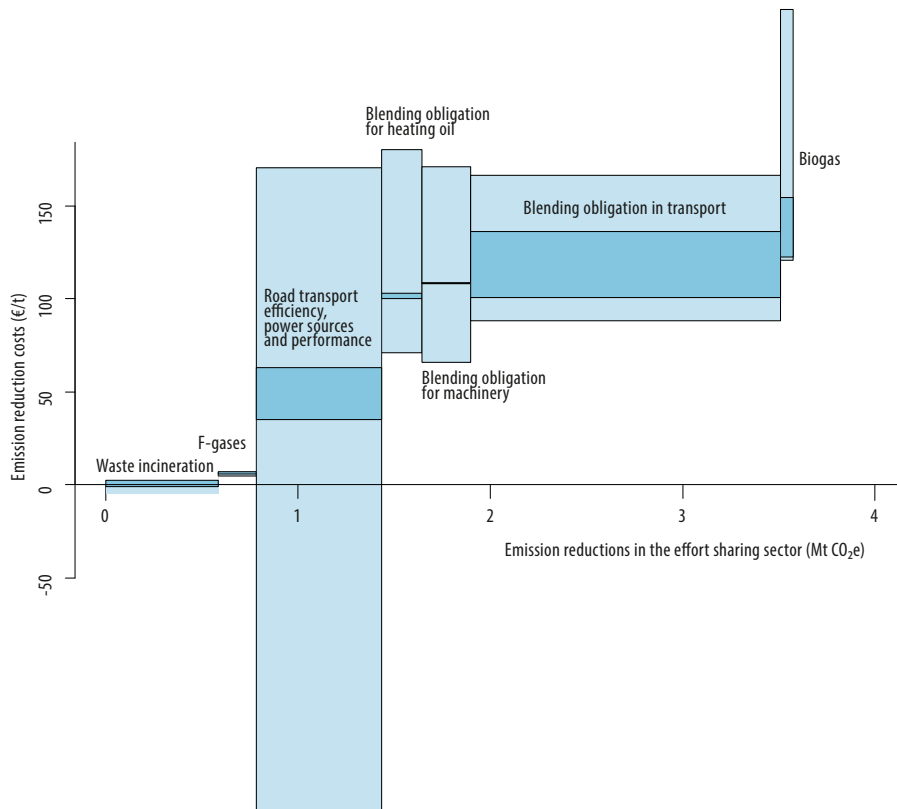 Blending obligation
for heating oil
Biogas
Blending obligation in transport
Road transport
efficiency,
power sources
and performance
Blending obligation
for machinery
F-gases
Waste incineration
Emission reduction costs (€/t)
150
100
50
0
-50
0
1
2
3
4
Emission reductions in the effort sharing sector (Mt CO₂e)